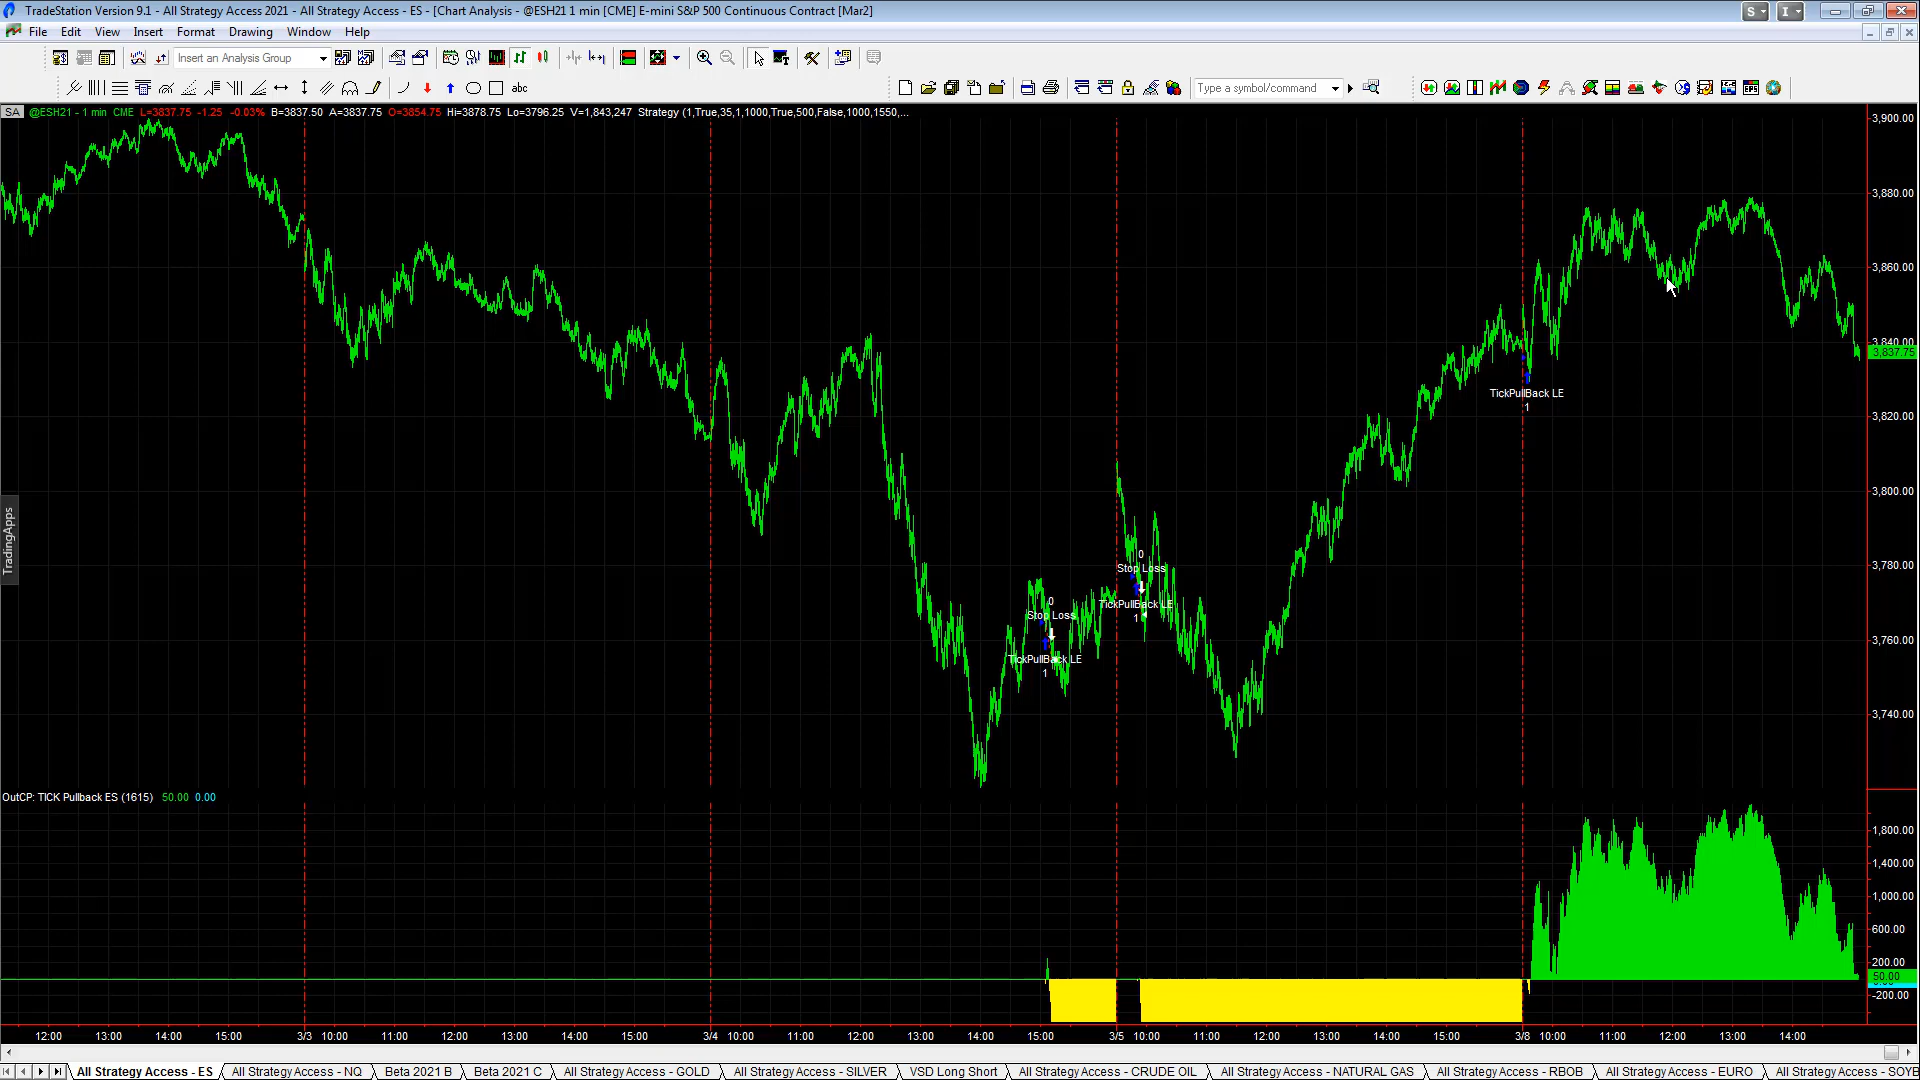 TradeStation Version 9.1 - All Strategy Access 2021 - All Strategy Access - ES - [Chart Analysis - @ESH21 1 min [CME] E-mini S&P 500 Continuous Contract [Mar2]
S I
File Edit View Insert Format Drawing Window Help
Insert an Analysis Group
abc
Type a symbol/command
SA @ESH21 - 1 min CME L=3837.75 -1.25 -0.03% B=3837.50 A=3837.75 O=3854.75 Hi=3878.75 Lo=3796.25 V=1,843,247 Strategy (1,True,35,1,1000,True,500,False,1000,1550,...
3,900.00
3,880.00
3,860.00
3,840.00
3,837.75
3,820.00
3,800.00
3,780.00
3,760.00
3,740.00
TradingApps
TickPullBack LE
1
0
Stop Loss
TickPullBack LE
1
0
Stop Loss
TickPullBack LE
1
OutCP: TICK Pullback ES (1615) 50.00 0.00
1,800.00
1,400.00
1,000.00
600.00
200.00
50.00
-200.00
12:00 13:00 14:00 15:00 3/3 10:00 11:00 12:00 13:00 14:00 15:00 3/4 10:00 11:00 12:00 13:00 14:00 15:00 3/5 10:00 11:00 12:00 13:00 14:00 15:00 3/8 10:00 11:00 12:00 13:00 14:00
All Strategy Access - ES All Strategy Access - NQ Beta 2021 B Beta 2021 C All Strategy Access - GOLD All Strategy Access - SILVER VSD Long Short All Strategy Access - CRUDE OIL All Strategy Access - NATURAL GAS All Strategy Access - RBOB All Strategy Access - EURO All Strategy Access - SOYB